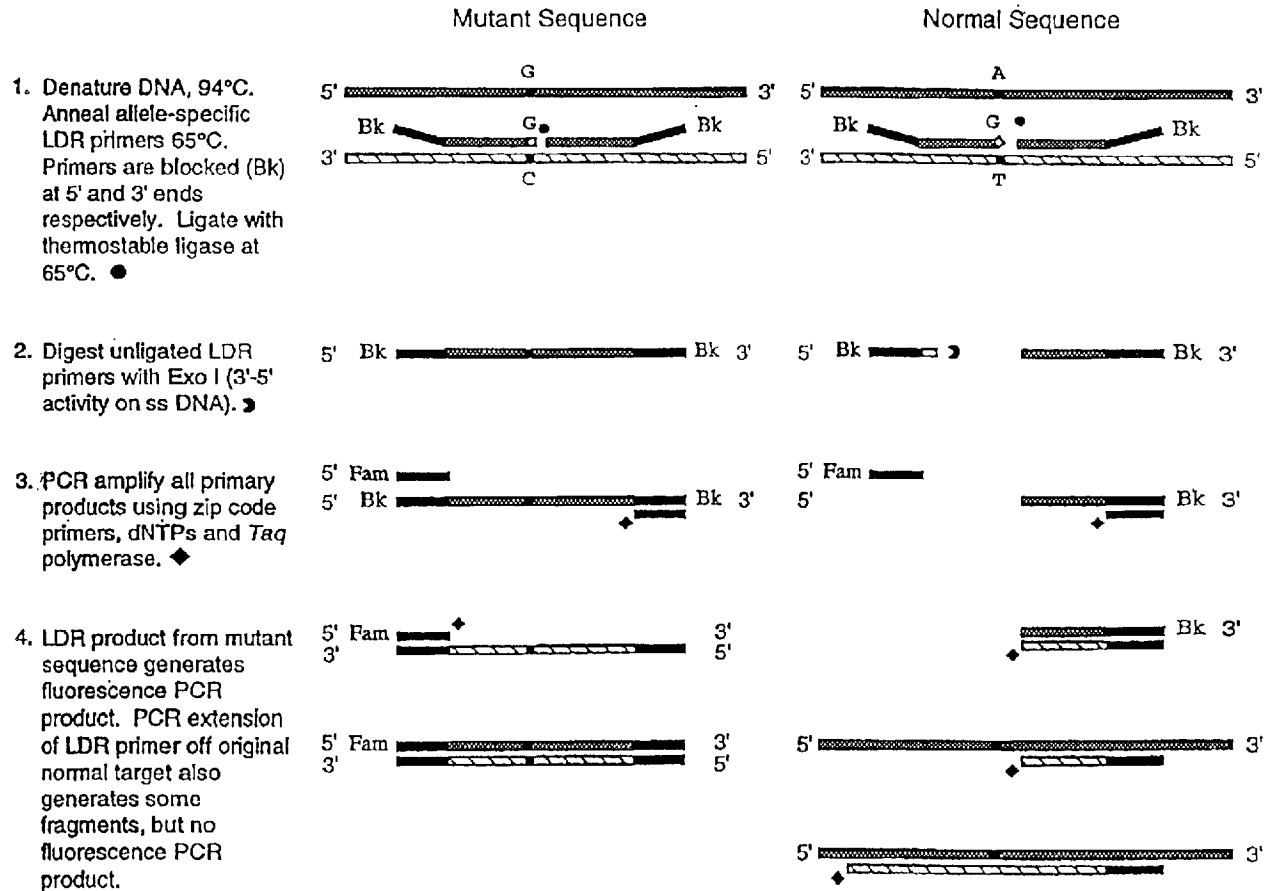 Mutant Sequence
Normal Sequence
1. Denature DNA, 94°C.
Anneal allele-specific
LDR primers 65°C.
Primers are blocked (Bk)
at 5' and 3' ends
respectively. Ligate with
thermostable ligase at
65°C.
G
5' 3'
Bk G Bk
3' 5'
C
A
5' 3'
Bk G Bk
3' 5'
T
2. Digest unligated LDR
primers with Exo I (3'-5'
activity on ss DNA).
5' Bk Bk 3'
5' Bk Bk 3'
3. PCR amplify all primary
products using zip code
primers, dNTPs and Taq
polymerase.
5' Fam
5' Bk Bk 3'
5' Fam
5' Bk 3'
4. LDR product from mutant
sequence generates
fluorescence PCR
product. PCR extension
of LDR primer off original
normal target also
generates some
fragments, but no
fluorescence PCR
product.
5' Fam 3'
3' 5'
5' Fam 3'
3' 5'
Bk 3'
5' 3'
5' 3'